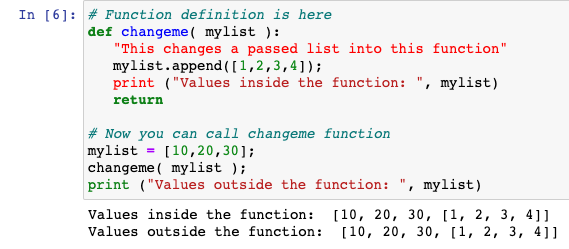 In [6]: # Function definition is here
def changeme( mylist ):
   "This changes a passed list into this function"
   mylist.append([1,2,3,4]);
   print ("Values inside the function: ", mylist)
   return

# Now you can call changeme function
mylist = [10,20,30];
changeme( mylist );
print ("Values outside the function: ", mylist)

Values inside the function:  [10, 20, 30, [1, 2, 3, 4]]
Values outside the function:  [10, 20, 30, [1, 2, 3, 4]]